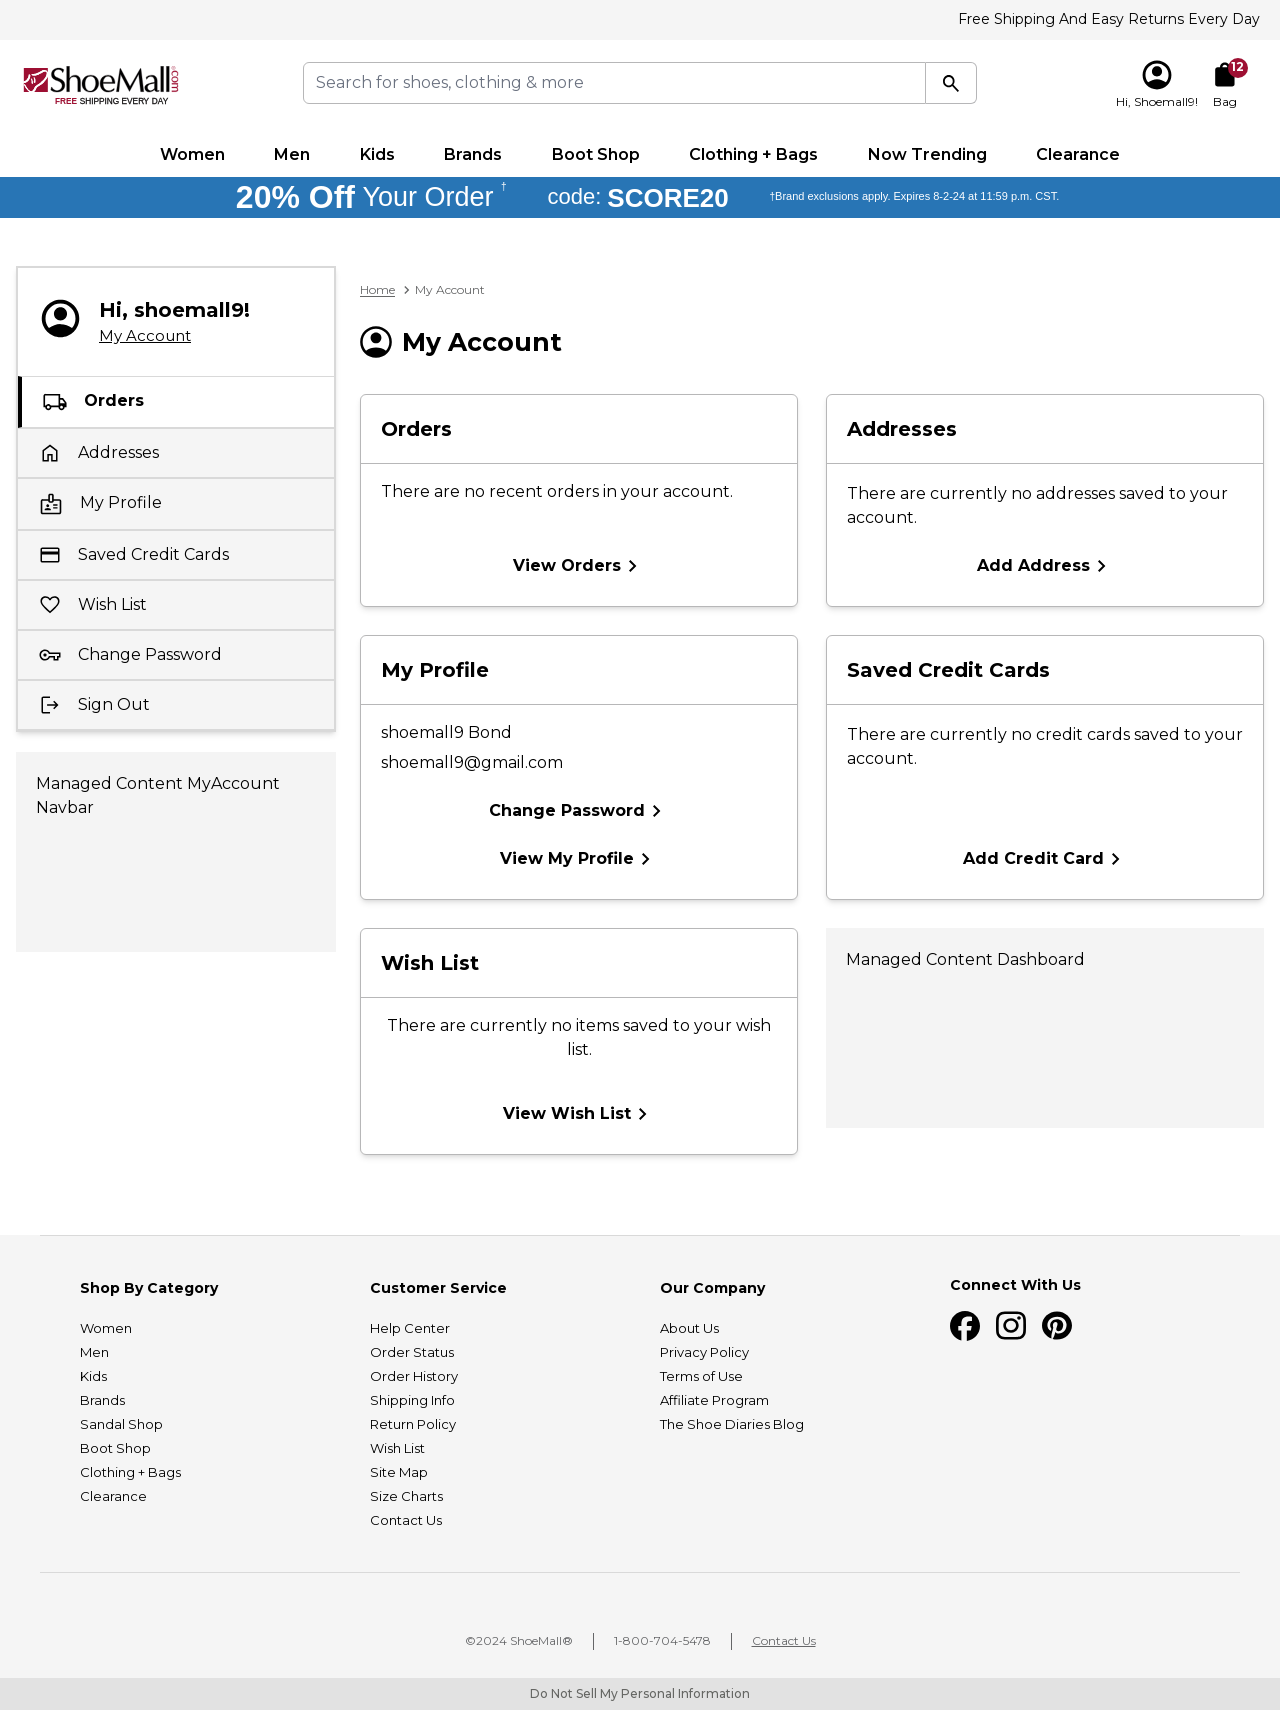 Free Shipping And Easy Returns Every Day
ShoeMall.com
FREE SHIPPING EVERY DAY
Search for shoes, clothing & more
12
Hi, Shoemall9!
Bag
Women Men Kids Brands Boot Shop Clothing + Bags Now Trending Clearance
20% Off Your Order † code: SCORE20 †Brand exclusions apply. Expires 8-2-24 at 11:59 p.m. CST.
Hi, shoemall9!
My Account
Orders
Addresses
My Profile
Saved Credit Cards
Wish List
Change Password
Sign Out
Managed Content MyAccount
Navbar
Home > My Account
My Account
Orders
There are no recent orders in your account.
View Orders
Addresses
There are currently no addresses saved to your
account.
Add Address
My Profile
shoemall9 Bond
shoemall9@gmail.com
Change Password
View My Profile
Saved Credit Cards
There are currently no credit cards saved to your
account.
Add Credit Card
Wish List
There are currently no items saved to your wish
list.
View Wish List
Managed Content Dashboard
Shop By Category
Women
Men
Kids
Brands
Sandal Shop
Boot Shop
Clothing + Bags
Clearance
Customer Service
Help Center
Order Status
Order History
Shipping Info
Return Policy
Wish List
Site Map
Size Charts
Contact Us
Our Company
About Us
Privacy Policy
Terms of Use
Affiliate Program
The Shoe Diaries Blog
Connect With Us
©2024 ShoeMall® 1-800-704-5478 Contact Us
Do Not Sell My Personal Information